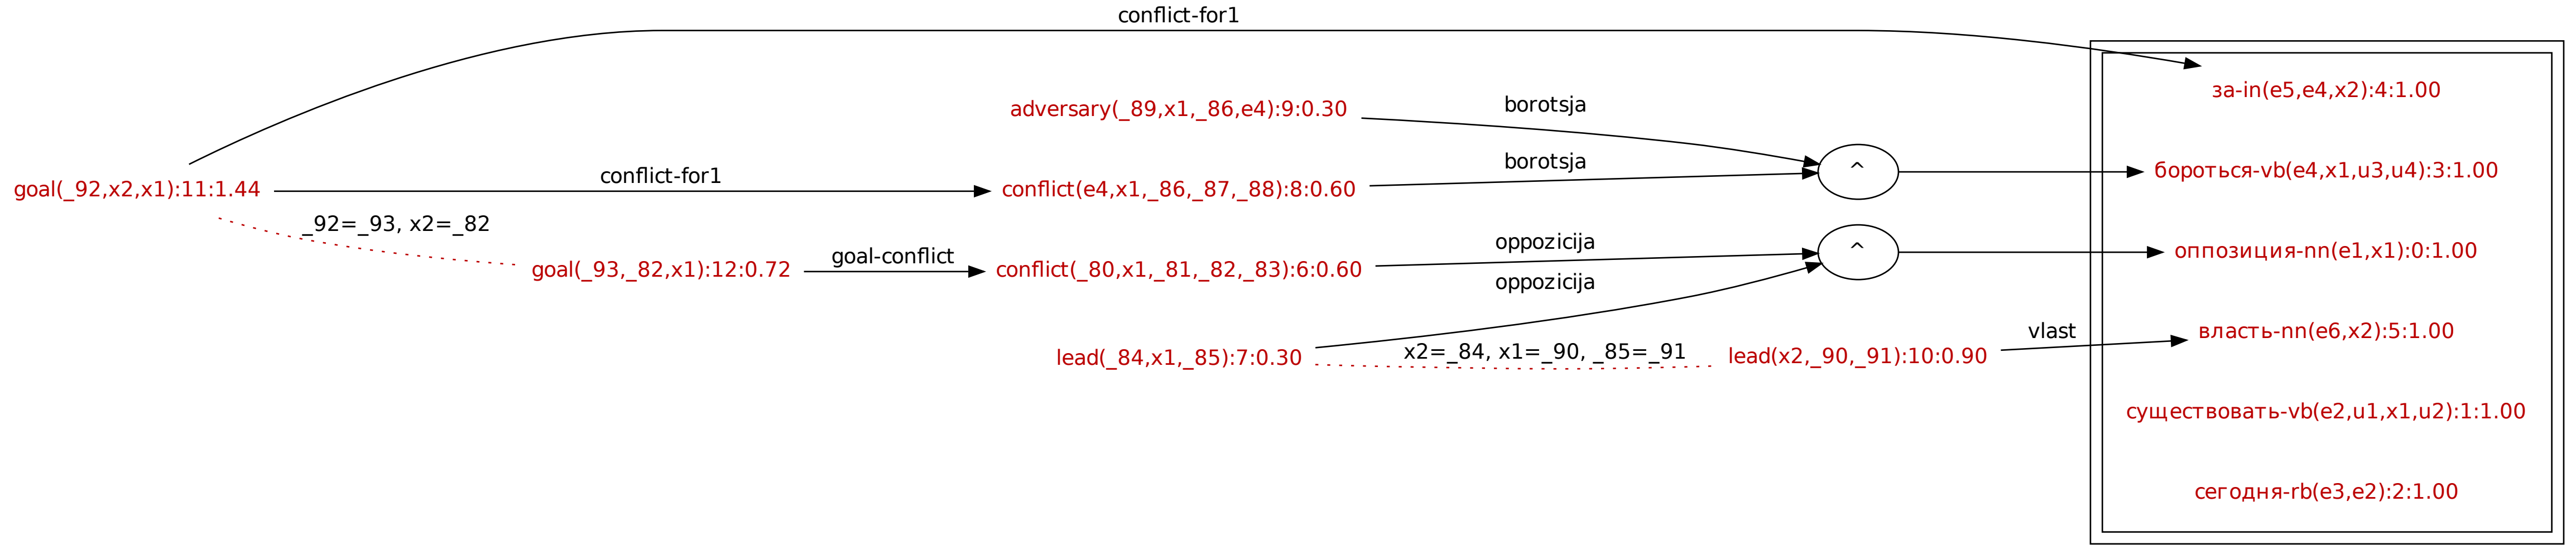 conflict-for1
за-in(e5,e4,x2):4:1.00
adversary(_89,x1,_86,e4):9:0.30
borotsja
^
бороться-vb(e4,x1,u3,u4):3:1.00
goal(_92,x2,x1):11:1.44
conflict-for1
conflict(e4,x1,_86,_87,_88):8:0.60
borotsja
_92=_93, x2=_82
goal(_93,_82,x1):12:0.72
goal-conflict
conflict(_80,x1,_81,_82,_83):6:0.60
oppozicija
^
оппозиция-nn(e1,x1):0:1.00
oppozicija
lead(_84,x1,_85):7:0.30
x2=_84, x1=_90, _85=_91
lead(x2,_90,_91):10:0.90
vlast
власть-nn(e6,x2):5:1.00
существовать-vb(e2,u1,x1,u2):1:1.00
сегодня-rb(e3,e2):2:1.00